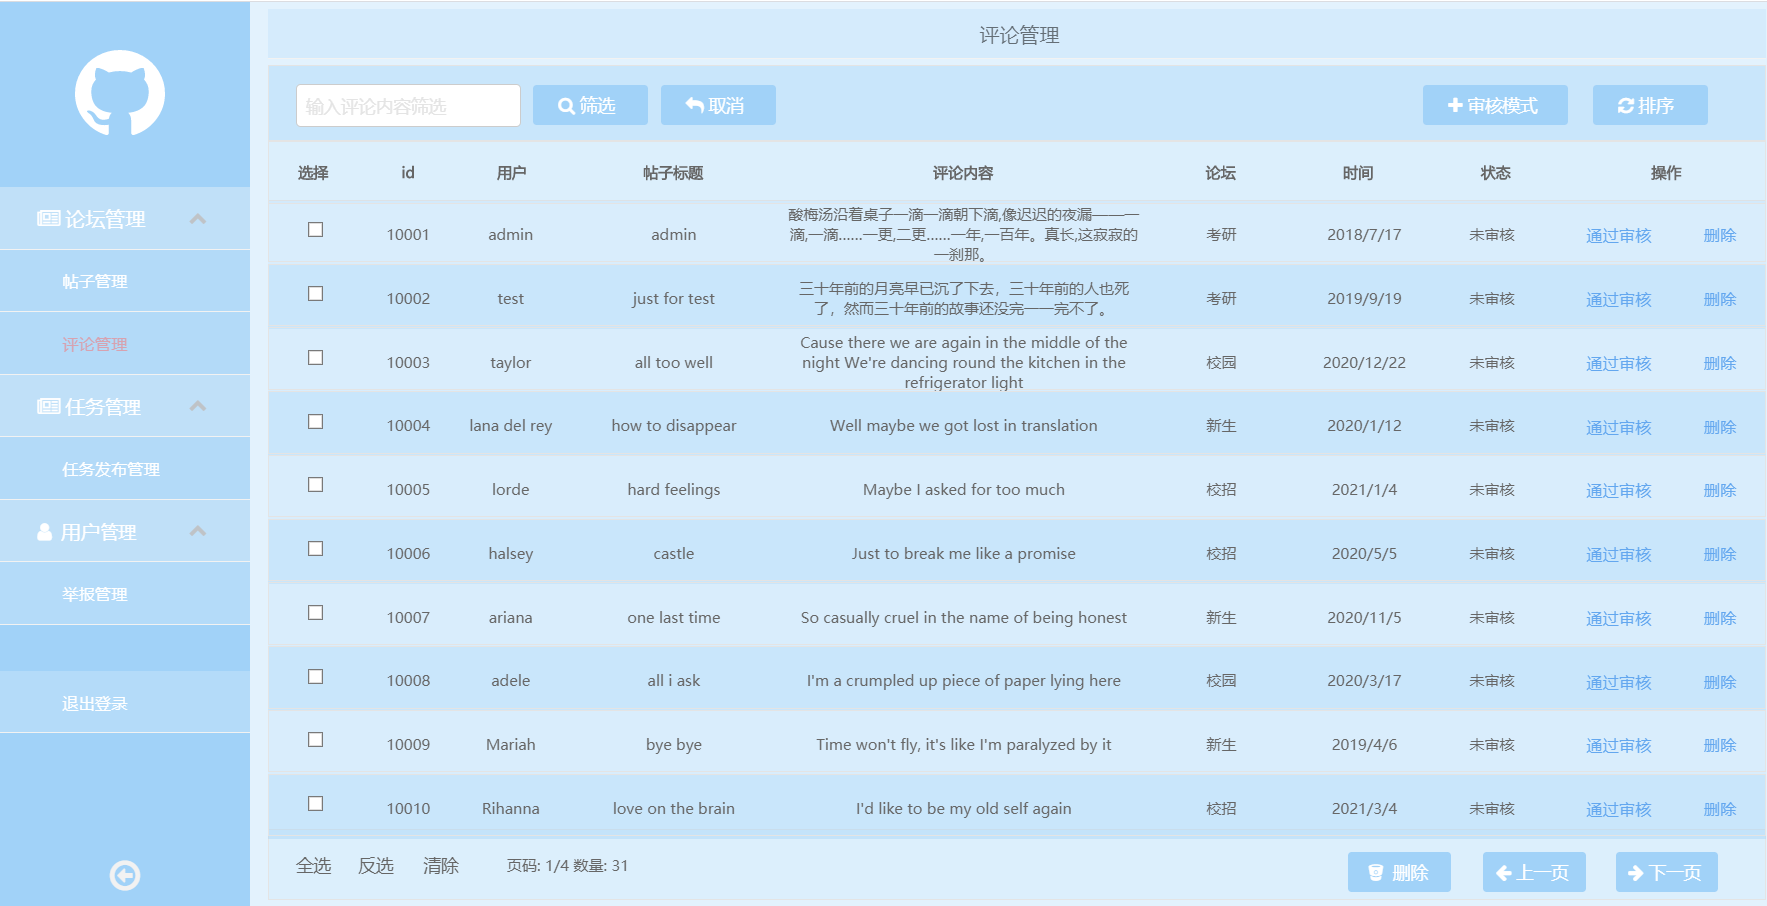 评论管理
输入评论内容筛选 筛选 取消 审核模式 排序
论坛管理
帖子管理
评论管理
任务管理
任务发布管理
用户管理
举报管理
退出登录
选择 id 用户 帖子标题 评论内容 论坛 时间 状态 操作
10001 admin admin 酸梅汤沿着桌子一滴一滴朝下滴,像迟迟的夜漏——一
滴,一滴……一更,二更……一年,一百年。真长,这寂寂的
一刹那。 考研 2018/7/17 未审核 通过审核 删除
10002 test just for test 三十年前的月亮早已沉了下去，三十年前的人也死
了，然而三十年前的故事还没完——完不了。 考研 2019/9/19 未审核 通过审核 删除
10003 taylor all too well Cause there we are again in the middle of the
night We're dancing round the kitchen in the
refrigerator light 校园 2020/12/22 未审核 通过审核 删除
10004 lana del rey how to disappear Well maybe we got lost in translation 新生 2020/1/12 未审核 通过审核 删除
10005 lorde hard feelings Maybe I asked for too much 校招 2021/1/4 未审核 通过审核 删除
10006 halsey castle Just to break me like a promise 校招 2020/5/5 未审核 通过审核 删除
10007 ariana one last time So casually cruel in the name of being honest 新生 2020/11/5 未审核 通过审核 删除
10008 adele all i ask I'm a crumpled up piece of paper lying here 校园 2020/3/17 未审核 通过审核 删除
10009 Mariah bye bye Time won't fly, it's like I'm paralyzed by it 新生 2019/4/6 未审核 通过审核 删除
10010 Rihanna love on the brain I'd like to be my old self again 校招 2021/3/4 未审核 通过审核 删除
全选 反选 清除 页码: 1/4 数量: 31 删除 上一页 下一页